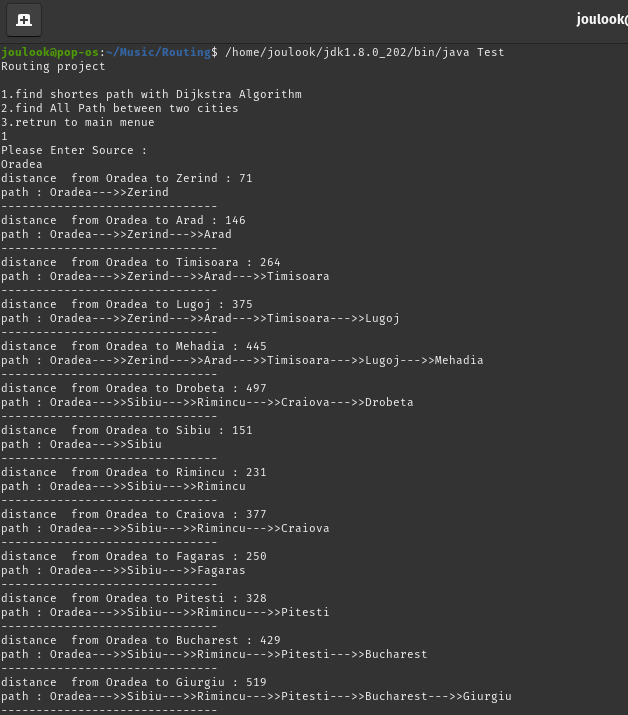 joulook@
joulook@pop-os:~/Music/Routing$ /home/joulook/jdk1.8.0_202/bin/java Test
Routing project
1.find shortes path with Dijkstra Algorithm
2.find All Path between two cities
3.retrun to main menue
1
Please Enter Source :
Oradea
distance  from Oradea to Zerind : 71
path : Oradea--->>Zerind
-------------------------------
distance  from Oradea to Arad : 146
path : Oradea--->>Zerind--->>Arad
-------------------------------
distance  from Oradea to Timisoara : 264
path : Oradea--->>Zerind--->>Arad--->>Timisoara
-------------------------------
distance  from Oradea to Lugoj : 375
path : Oradea--->>Zerind--->>Arad--->>Timisoara--->>Lugoj
-------------------------------
distance  from Oradea to Mehadia : 445
path : Oradea--->>Zerind--->>Arad--->>Timisoara--->>Lugoj--->>Mehadia
-------------------------------
distance  from Oradea to Drobeta : 497
path : Oradea--->>Sibiu--->>Rimincu--->>Craiova--->>Drobeta
-------------------------------
distance  from Oradea to Sibiu : 151
path : Oradea--->>Sibiu
-------------------------------
distance  from Oradea to Rimincu : 231
path : Oradea--->>Sibiu--->>Rimincu
-------------------------------
distance  from Oradea to Craiova : 377
path : Oradea--->>Sibiu--->>Rimincu--->>Craiova
-------------------------------
distance  from Oradea to Fagaras : 250
path : Oradea--->>Sibiu--->>Fagaras
-------------------------------
distance  from Oradea to Pitesti : 328
path : Oradea--->>Sibiu--->>Rimincu--->>Pitesti
-------------------------------
distance  from Oradea to Bucharest : 429
path : Oradea--->>Sibiu--->>Rimincu--->>Pitesti--->>Bucharest
-------------------------------
distance  from Oradea to Giurgiu : 519
path : Oradea--->>Sibiu--->>Rimincu--->>Pitesti--->>Bucharest--->>Giurgiu
-------------------------------